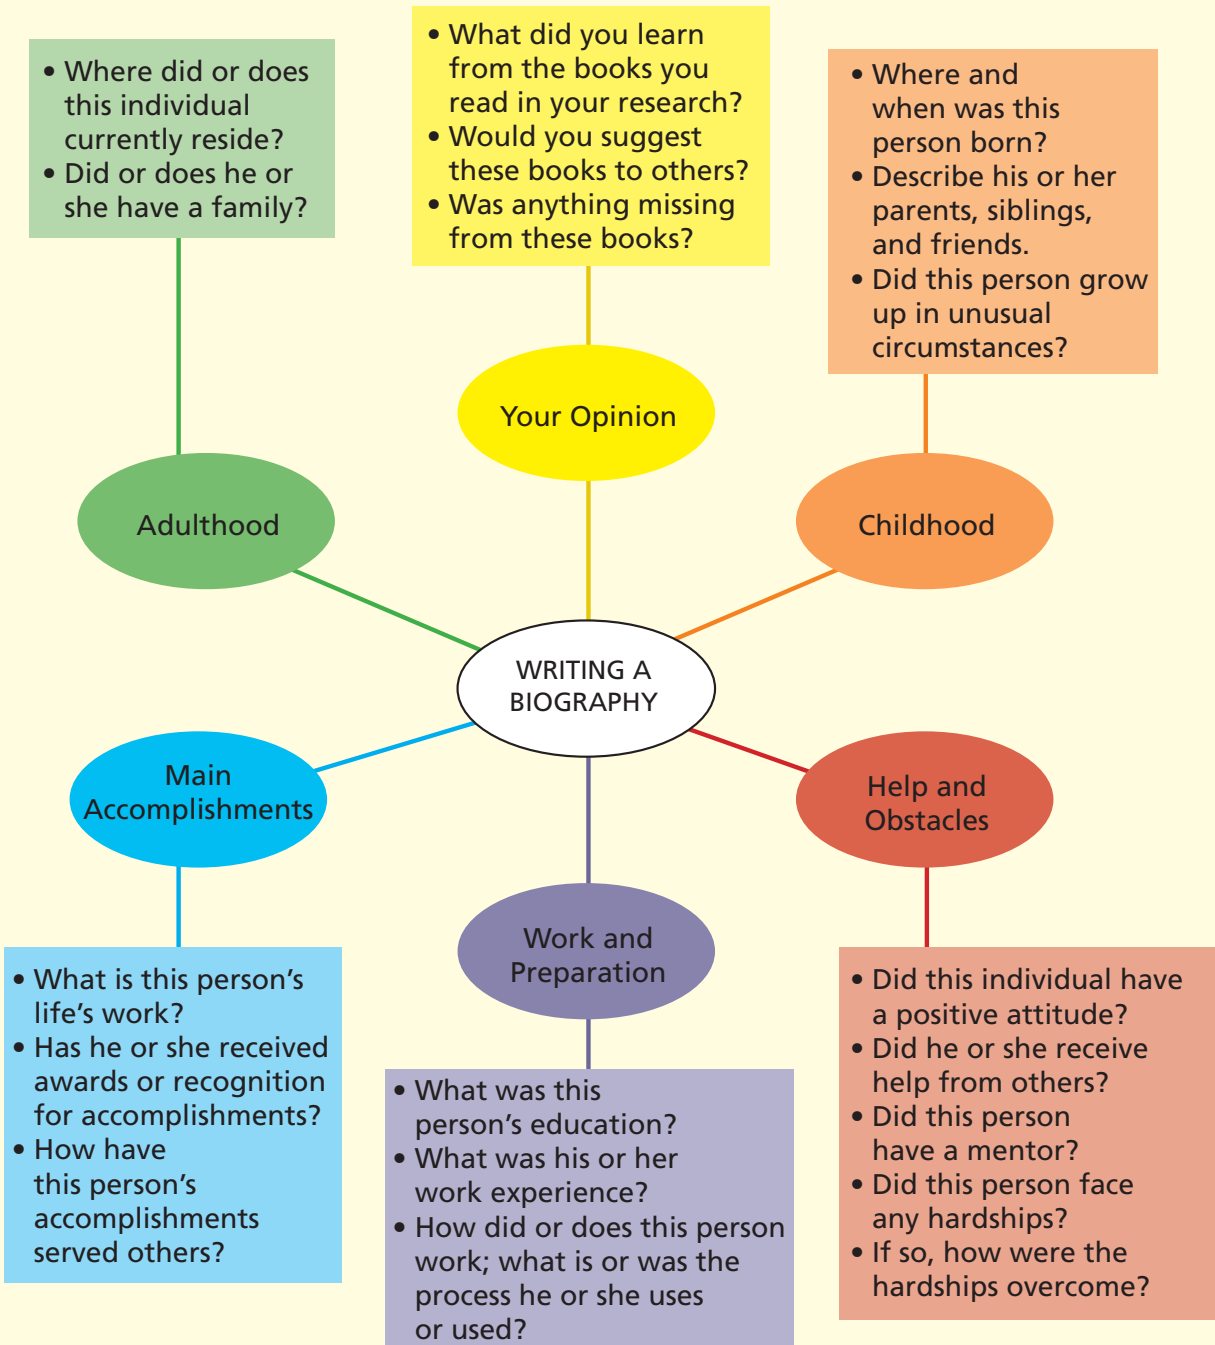 • Where did or does
this individual
currently reside?
• Did or does he or
she have a family?
Adulthood
• What did you learn
from the books you
read in your research?
• Would you suggest
these books to others?
• Was anything missing
from these books?
Your Opinion
• Where and
when was this
person born?
• Describe his or her
parents, siblings,
and friends.
• Did this person grow
up in unusual
circumstances?
Childhood
WRITING A
BIOGRAPHY
Main
Accomplishments
• What is this person’s
life’s work?
• Has he or she received
awards or recognition
for accomplishments?
• How have
this person’s
accomplishments
served others?
Work and
Preparation
• What was this
person’s education?
• What was his or her
work experience?
• How did or does this person
work; what is or was the
process he or she uses
or used?
Help and
Obstacles
• Did this individual have
a positive attitude?
• Did he or she receive
help from others?
• Did this person
have a mentor?
• Did this person face
any hardships?
• If so, how were the
hardships overcome?